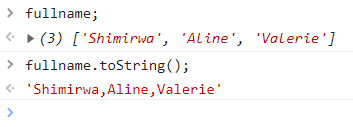 fullname;
(3) ['Shimirwa', 'Aline', 'Valerie']
fullname.toString();
'Shimirwa,Aline,Valerie'